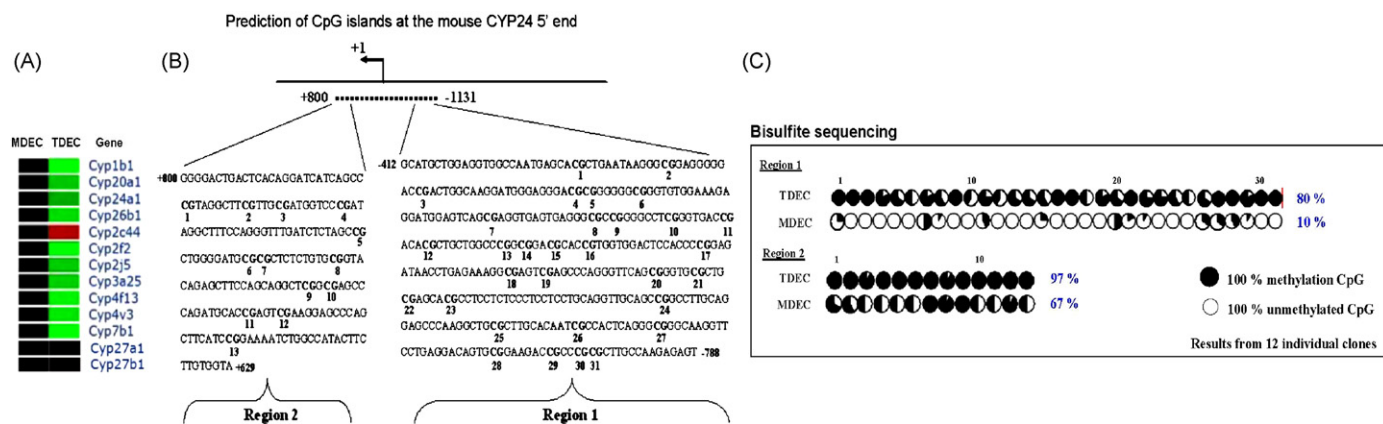 Prediction of CpG islands at the mouse CYP24 5' end
(A)
MDEC TDEC Gene
Cyp1b1
Cyp20a1
Cyp24a1
Cyp26b1
Cyp2c44
Cyp2f2
Cyp2j5
Cyp3a25
Cyp4f13
Cyp4v3
Cyp7b1
Cyp27a1
Cyp27b1
(B)
+1
+800 -1131
+800 GGGGACTGACTCACAGGATCATCAGCC
CGTAGGCTTCGTTGCGATGGTCCCGAT
1 2 3 4
AGGCTTTCCAGGGTTTGATCTCTAGCCG
5
CTGGGGATGCGCGCTCTCTGTGCGGTA
6 7 8
CAGAGCTTCCAGCAGGCTCGGCGAGCC
9 10
CAGATGCACCGAGTCGAAGGAGCCCAG
11 12
CTTCATCCGGAAAATCTGGCCATACTTC
13
TTGTGGTA +629
Region 2
-412 GCATGCTGGAGGTGGCCAATGAGCACGCTGAATAAGGGCGGAGGGGG
1 2
ACCGACTGGCAAGGATGGGAGGGACGCGGGGGGCGGGTGTGGAAAGA
3 4 5 6
GGATGGAGTCAGCGAGGTGAGTGAGGGCGCCGGGGCCTCGGGTGACCG
7 8 9 10 11
ACACGCTGCTGGCCCGGCGGACGCACCGTGGTGGACTCCACCCCCGGAG
12 13 14 15 16 17
ATAACCTGAGAAAGGCGAGTCGAGCCCAGGGTTCAGCGGGTGCGCTG
18 19 20 21
CGAGCACGCCTCCTCTCCCTCCTCCTGCAGGTTGCAGCCGGCCTTGCAG
22 23 24
GAGCCCAAGGCTGCGCTTGCACAATCGCCACTCAGGGCGGGCAAGGTT
25 26 27
CCTGAGGACAGTGCGGAAGACCGCCCGCGCTTGCCAAGAGAGT -788
28 29 30 31
Region 1
(C)
Bisulfite sequencing
Region 1
1 10 20 30
TDEC 80 %
MDEC 10 %
Region 2
1 10
TDEC 97 %
MDEC 67 %
100 % methylation CpG
100 % unmethylated CpG
Results from 12 individual clones